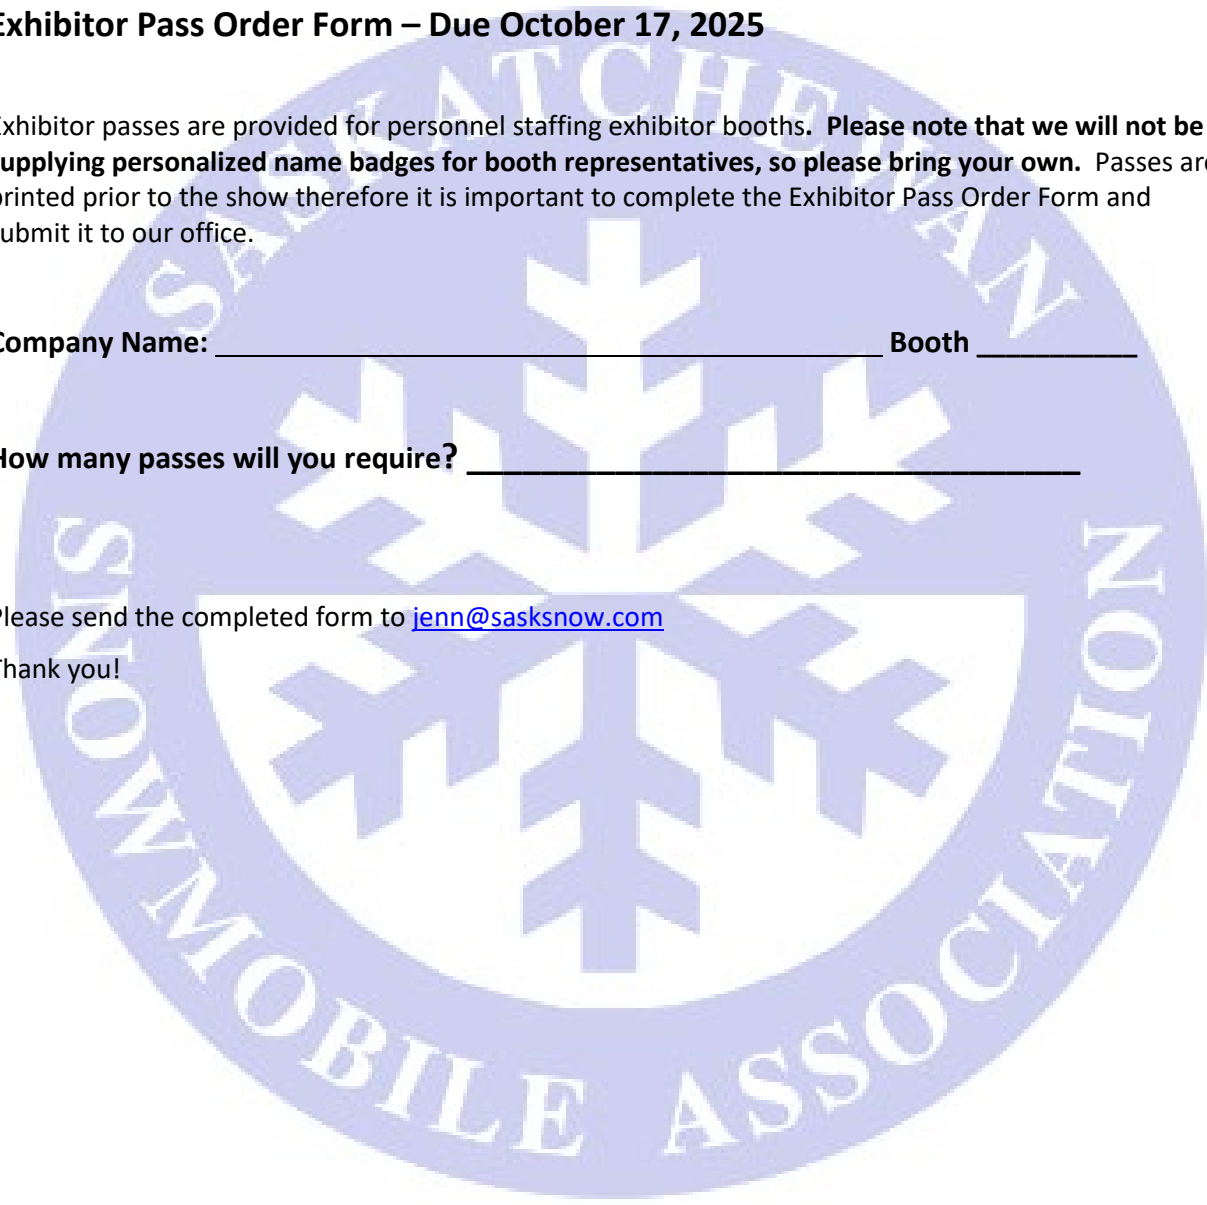 Exhibitor Pass Order Form – Due October 17, 2025
Exhibitor passes are provided for personnel staffing exhibitor booths.  Please note that we will not be
supplying personalized name badges for booth representatives, so please bring your own.  Passes are
printed prior to the show therefore it is important to complete the Exhibitor Pass Order Form and
submit it to our office.
Company Name: ______________________________ Booth __________
How many passes will you require? __________________________________
Please send the completed form to jenn@sasksnow.com
Thank you!
SASKATCHEWAN
SNOWMOBILE ASSOCIATION